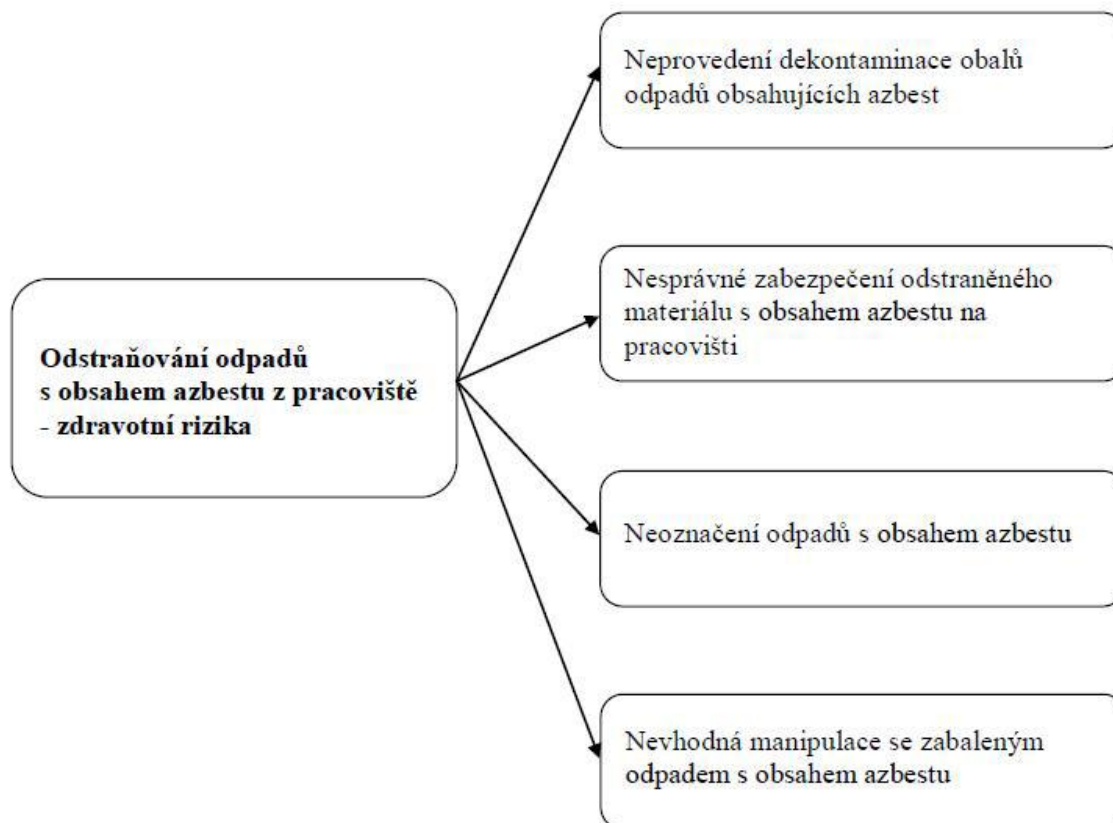 Neprovedení dekontaminace obalů
odpadů obsahujících azbest
Nesprávné zabezpečení odstraněného
materiálu s obsahem azbestu na
pracovišti
Odstraňování odpadů
s obsahem azbestu z pracoviště
- zdravotní rizika
Neoznačení odpadů s obsahem azbestu
Nevhodná manipulace se zabaleným
odpadem s obsahem azbestu